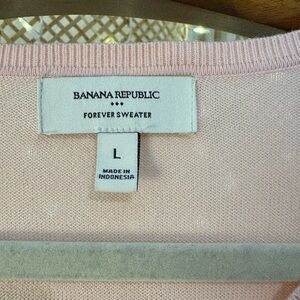 BANANA REPUBLIC
FOREVER SWEATER
L
MADE IN
INDONESIA